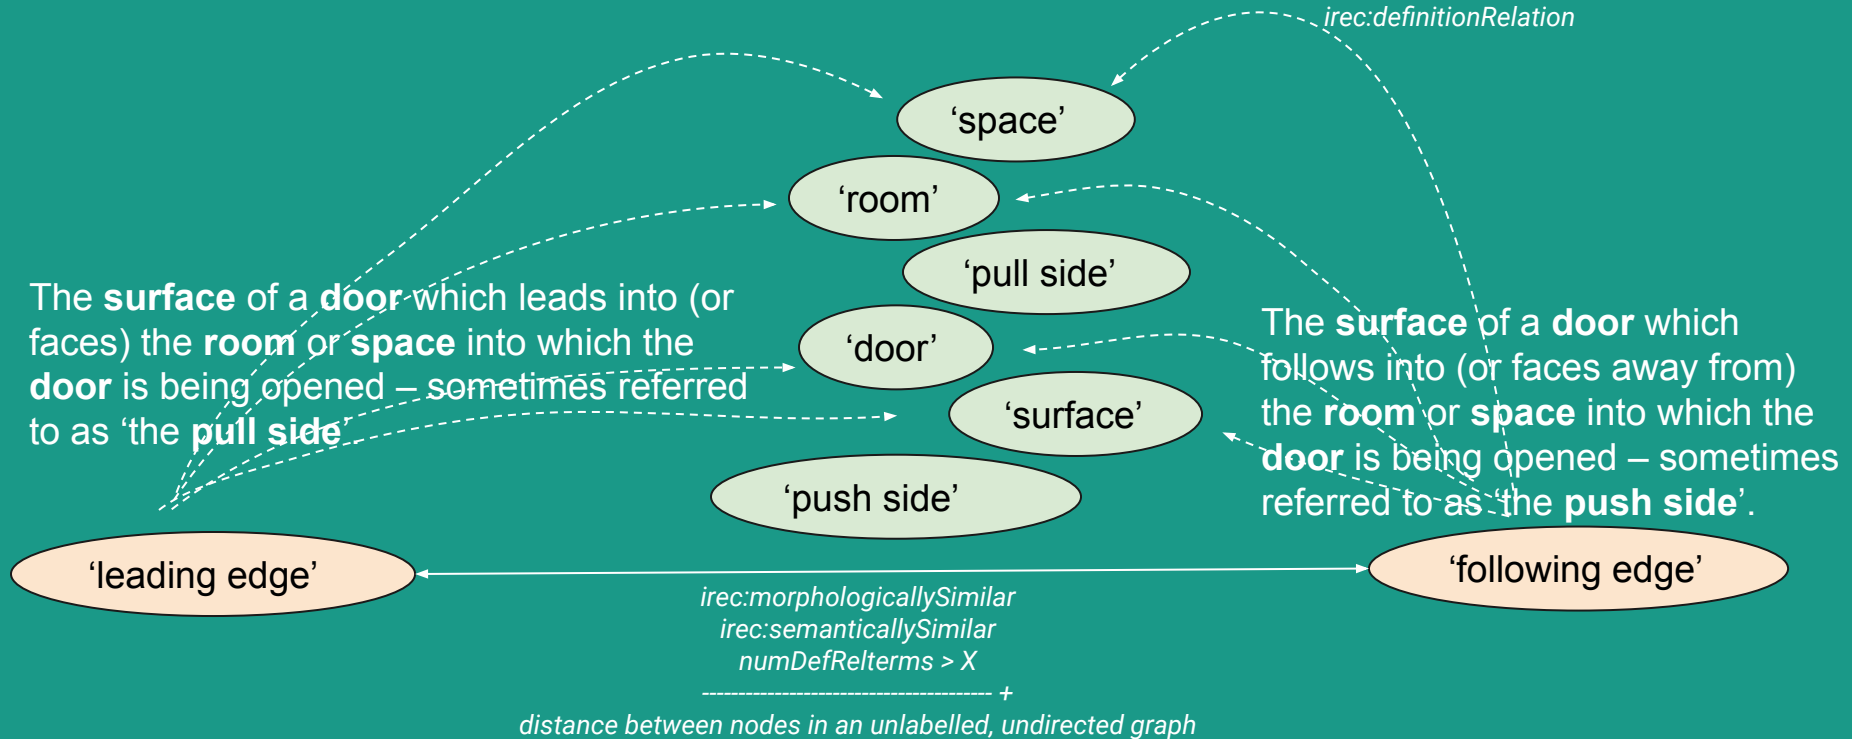 irec:definitionRelation
‘space’
‘room’
‘pull side’
The surface of a door which leads into (or
faces) the room or space into which the
door is being opened – sometimes referred
to as ‘the pull side’
‘door’
‘surface’
‘push side’
The surface of a door which
follows into (or faces away from)
the room or space into which the
door is being opened – sometimes
referred to as ‘the push side’.
‘leading edge’
‘following edge’
irec:morphologicallySimilar
irec:semanticallySimilar
numDefRelterms > X
---------------------------------------- +
distance between nodes in an unlabelled, undirected graph